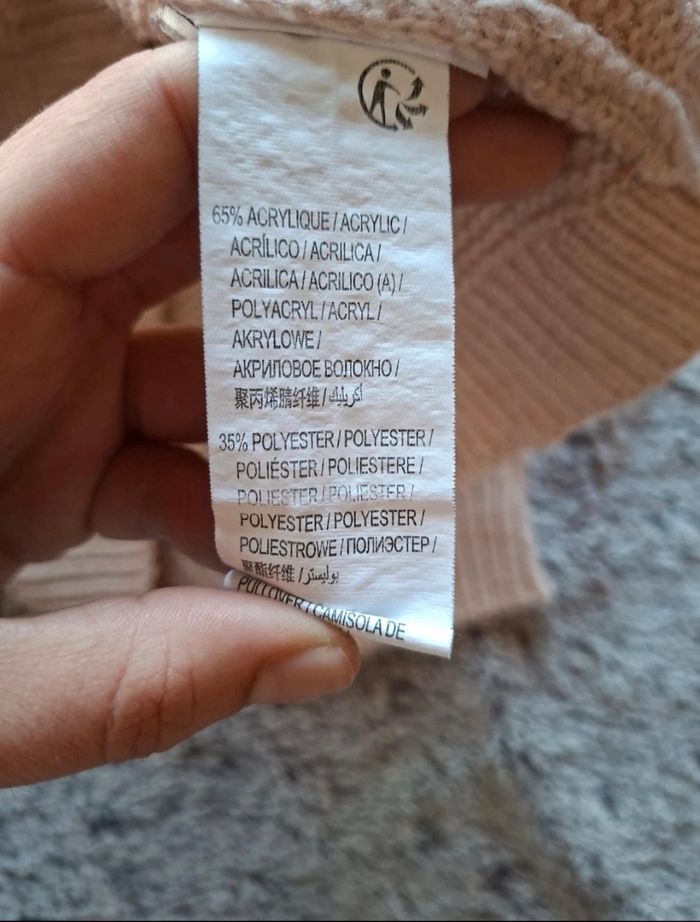 65% ACRYLIQUE / ACRYLIC /
ACRÍLICO / ACRILICA /
ACRILICA / ACRILICO (A) /
POLYACRYL / ACRYL /
AKRYLOWE /
АКРИЛОВОЕ ВОЛОКНО /
聚丙烯腈纤维 / أكريليك
35% POLYESTER / POLYESTER /
POLIÉSTER / POLIESTERE /
POLIESTER / POLIESTER /
POLYESTER / POLYESTER /
POLIESTROWE / ПОЛИЭСТЕР /
聚酯纤维 / بوليستر
PULLOVER / CAMISOLA DE